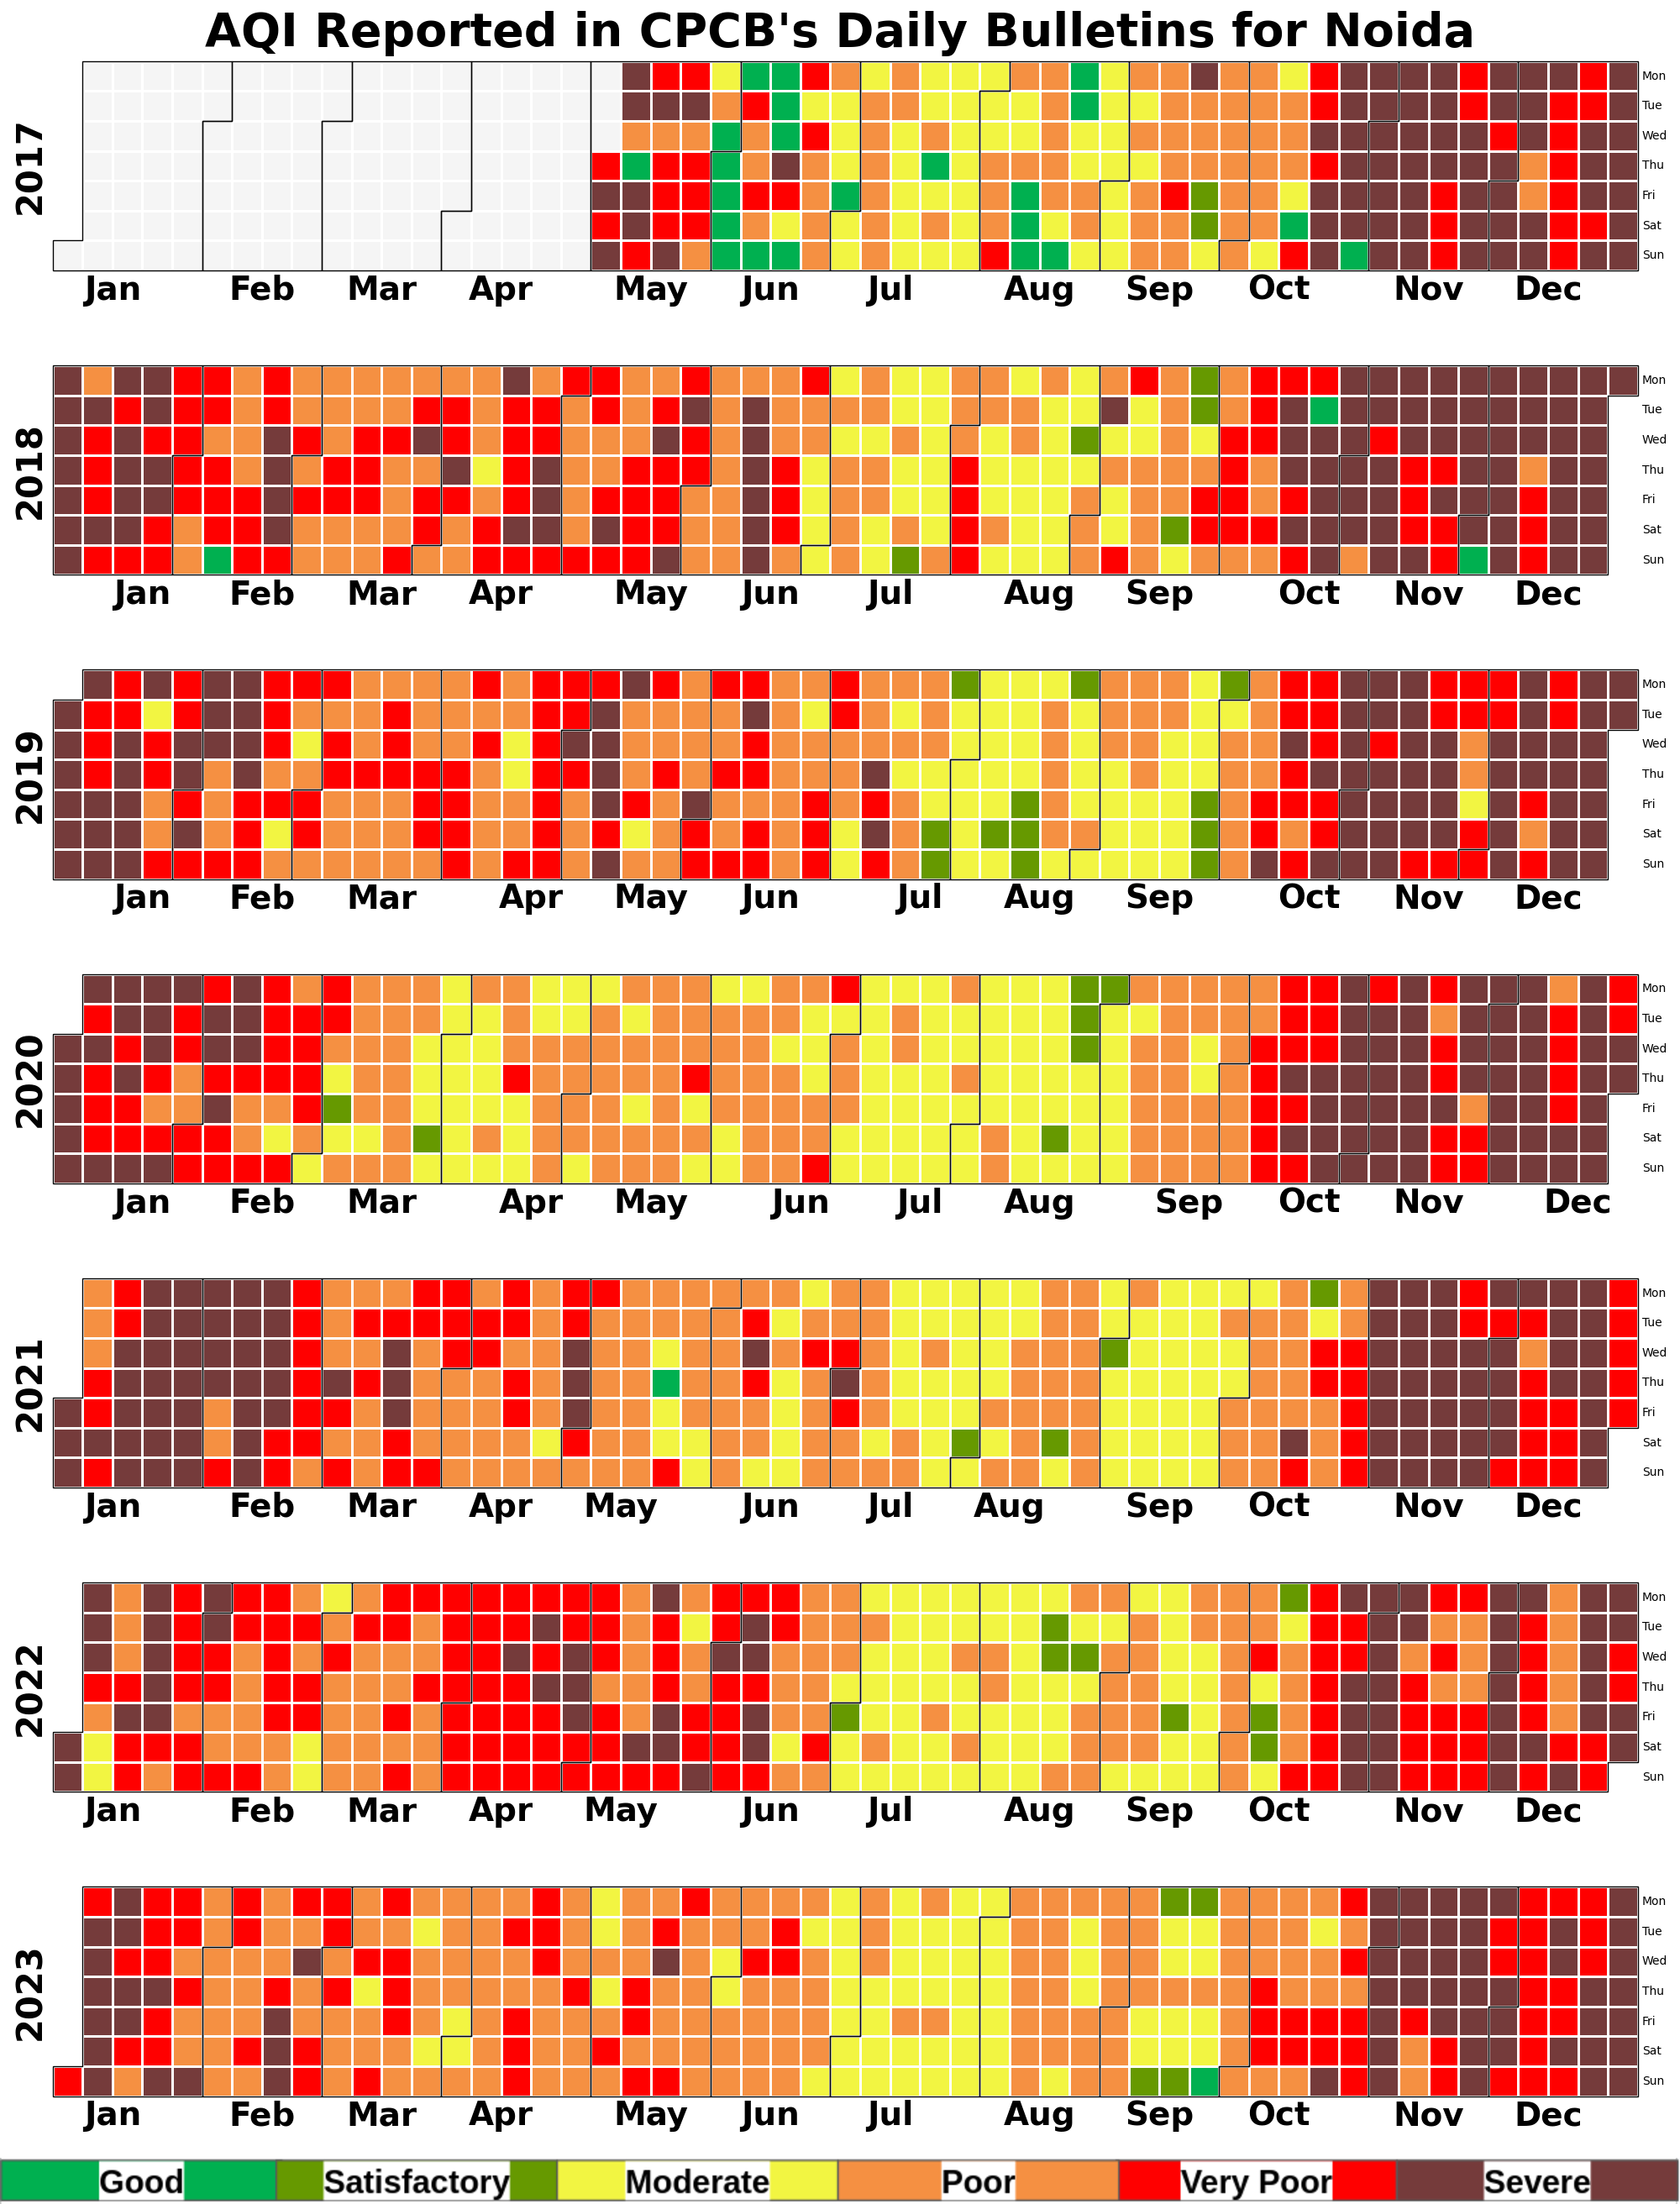 AQI Reported in CPCB's Daily Bulletins for Noida
2017
Mon
Tue
Wed
Thu
Fri
Sat
Sun
Jan Feb Mar Apr May Jun Jul Aug Sep Oct Nov Dec
2018
Mon
Tue
Wed
Thu
Fri
Sat
Sun
Jan Feb Mar Apr May Jun Jul Aug Sep Oct Nov Dec
2019
Mon
Tue
Wed
Thu
Fri
Sat
Sun
Jan Feb Mar Apr May Jun Jul Aug Sep Oct Nov Dec
2020
Mon
Tue
Wed
Thu
Fri
Sat
Sun
Jan Feb Mar Apr May Jun Jul Aug Sep Oct Nov Dec
2021
Mon
Tue
Wed
Thu
Fri
Sat
Sun
Jan Feb Mar Apr May Jun Jul Aug Sep Oct Nov Dec
2022
Mon
Tue
Wed
Thu
Fri
Sat
Sun
Jan Feb Mar Apr May Jun Jul Aug Sep Oct Nov Dec
2023
Mon
Tue
Wed
Thu
Fri
Sat
Sun
Jan Feb Mar Apr May Jun Jul Aug Sep Oct Nov Dec
Good Satisfactory Moderate Poor Very Poor Severe